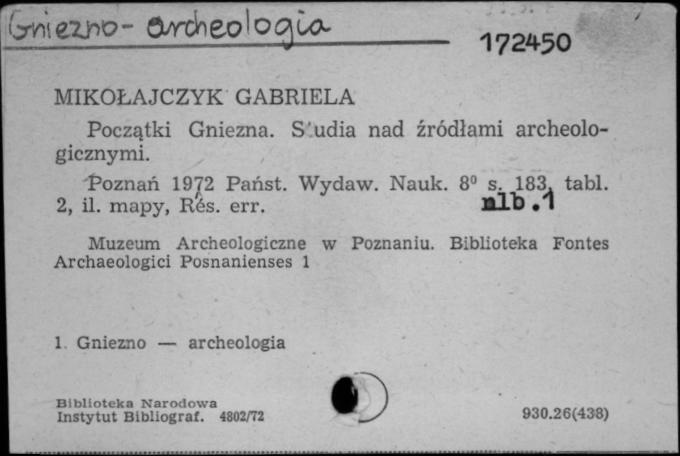 Gniezno - archeologia
172450
MIKOŁAJCZYK GABRIELA
Początki Gniezna. Studia nad źródłami archeolo-
gicznymi.
Poznań 1972 Państ. Wydaw. Nauk. 8⁰ s. 183, tabl.
nlb.1
2, il. mapy, Rés. err.
Muzeum Archeologiczne w Poznaniu. Biblioteka Fontes
Archaeologici Posnanienses 1
1. Gniezno — archeologia
Biblioteka Narodowa
Instytut Bibliograf. 4802/72
930.26(438)